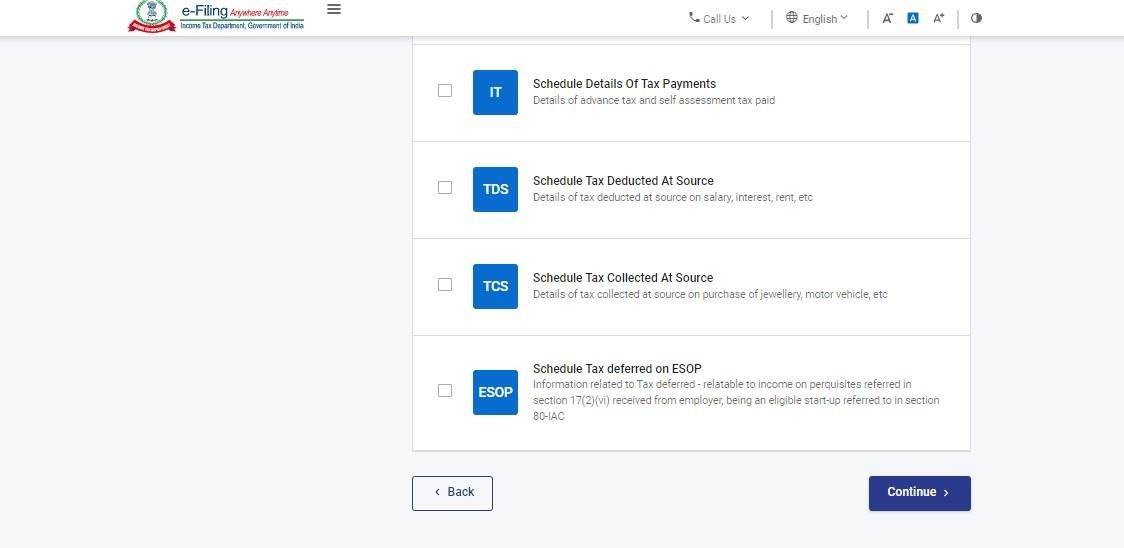 e-Filing Anywhere Anytime
Income Tax Department, Government of India
Call Us
English
A-
A
A+
IT
Schedule Details Of Tax Payments
Details of advance tax and self assessment tax paid
TDS
Schedule Tax Deducted At Source
Details of tax deducted at source on salary, interest, rent, etc
TCS
Schedule Tax Collected At Source
Details of tax collected at source on purchase of jewellery, motor vehicle, etc
ESOP
Schedule Tax deferred on ESOP
Information related to Tax deferred - relatable to income on perquisites referred in
section 17(2)(vi) received from employer, being an eligible start-up referred to in section
80-IAC
Back
Continue